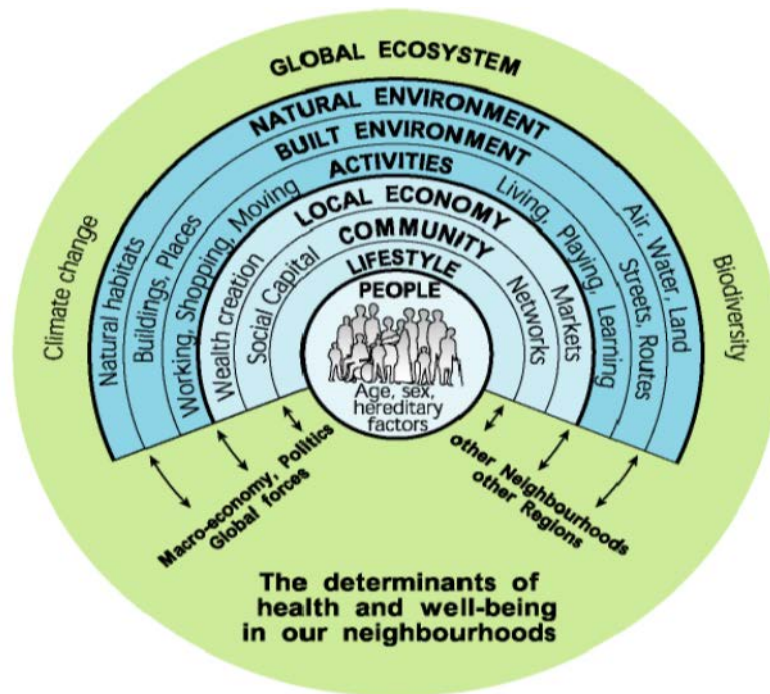 GLOBAL ECOSYSTEM
NATURAL ENVIRONMENT
BUILT ENVIRONMENT
ACTIVITIES
LOCAL ECONOMY
COMMUNITY
LIFESTYLE
PEOPLE
Age, sex,
hereditary
factors
Climate change
Natural habitats
Buildings, Places
Working, Shopping, Moving
Wealth creation
Social Capital
Networks
Markets
Living, Playing, Learning
Streets, Routes
Air, Water, Land
Biodiversity
Macro-economy, Politics
Global forces
other Neighbourhoods
other Regions
The determinants of
health and well-being
in our neighbourhoods